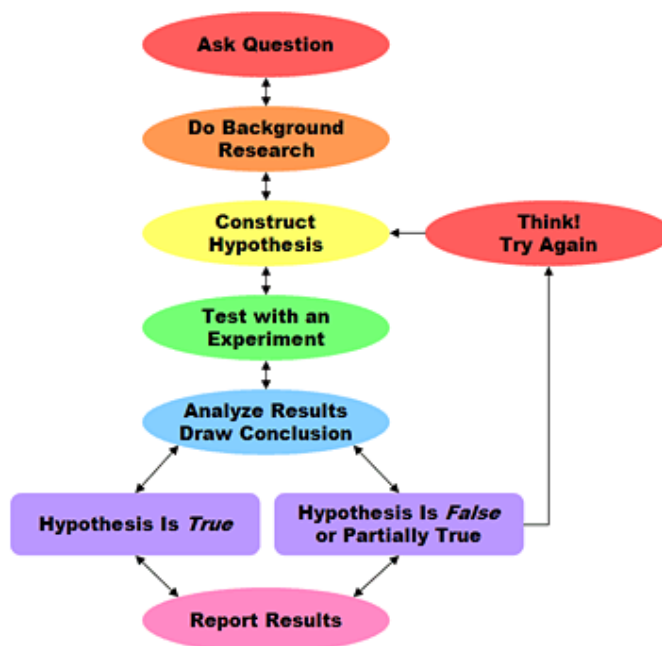 Ask Question
Do Background
Research
Construct
Hypothesis
Think!
Try Again
Test with an
Experiment
Analyze Results
Draw Conclusion
Hypothesis Is True
Hypothesis Is False
or Partially True
Report Results